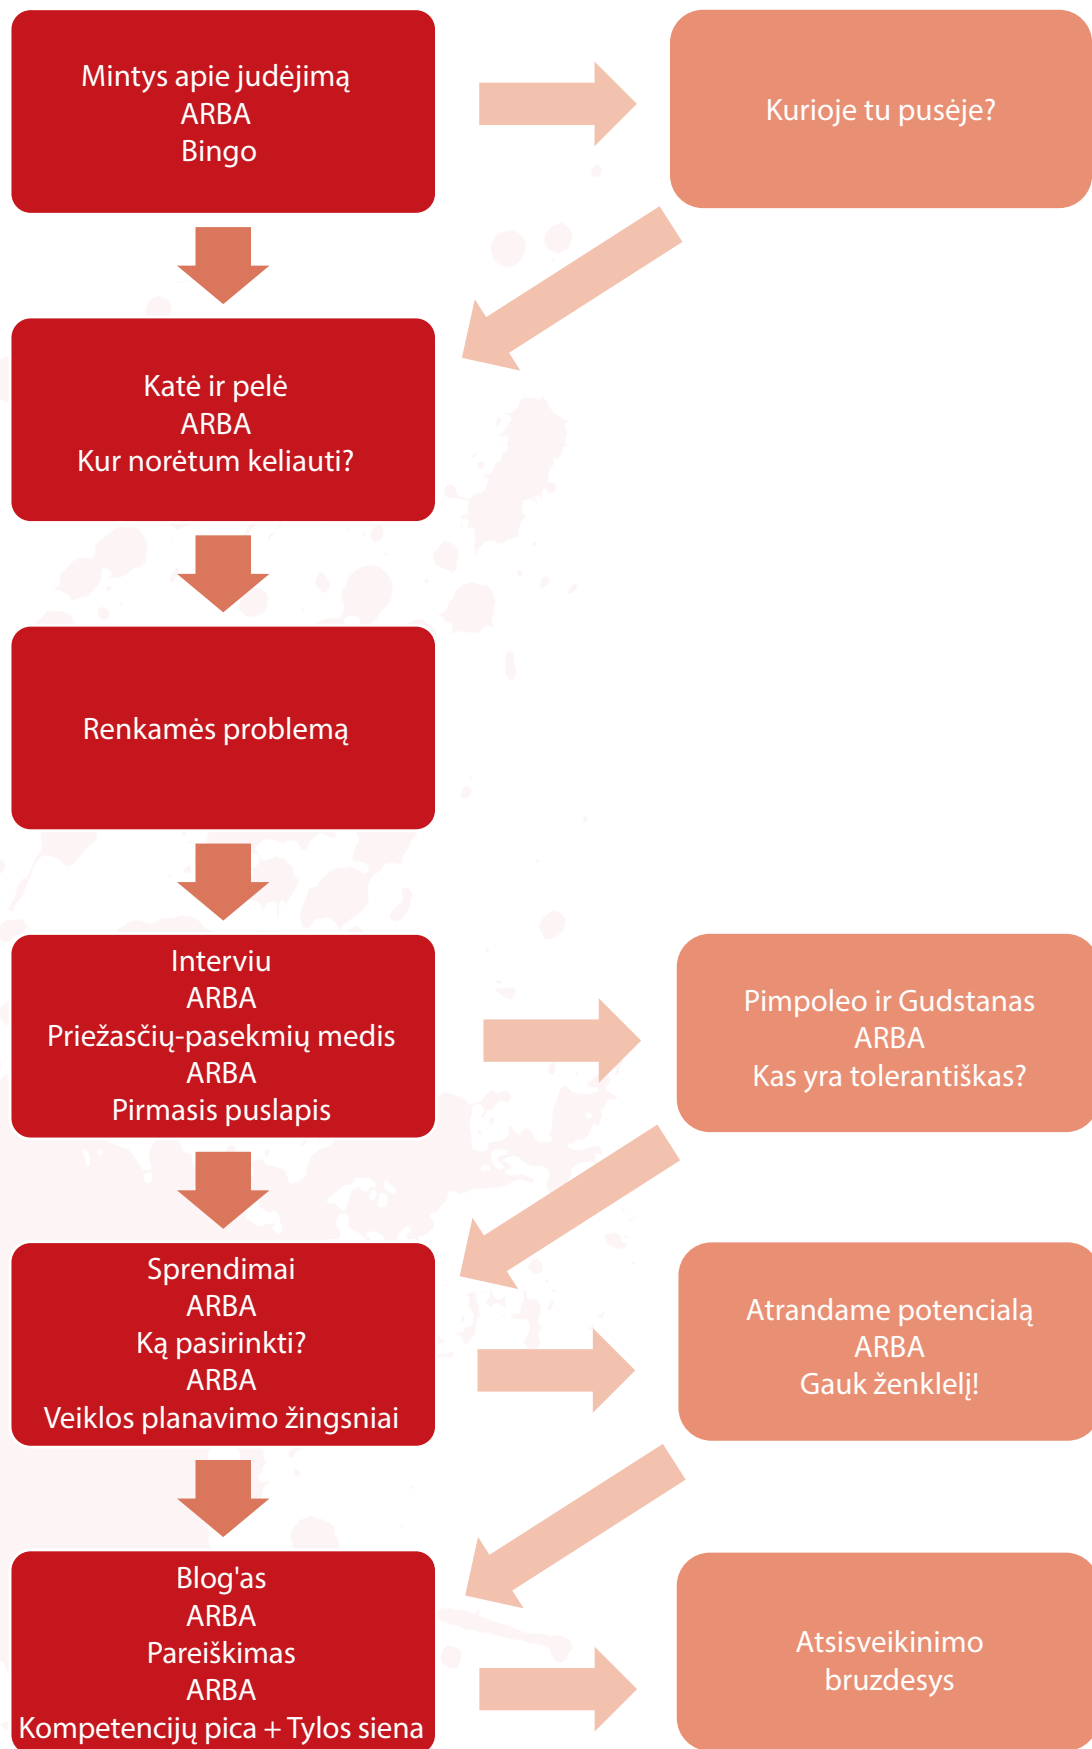 Mintys apie judėjimą
ARBA
Bingo
Kurioje tu pusėje?
Katė ir pelė
ARBA
Kur norėtum keliauti?
Renkamės problemą
Interviu
ARBA
Priežasčių-pasekmių medis
ARBA
Pirmasis puslapis
Pimpoleo ir Gudstanas
ARBA
Kas yra tolerantiškas?
Sprendimai
ARBA
Ką pasirinkti?
ARBA
Veiklos planavimo žingsniai
Atrandame potencialą
ARBA
Gauk ženklelį!
Blog'as
ARBA
Pareiškimas
ARBA
Kompetencijų pica + Tylos siena
Atsisveikinimo
bruzdesys